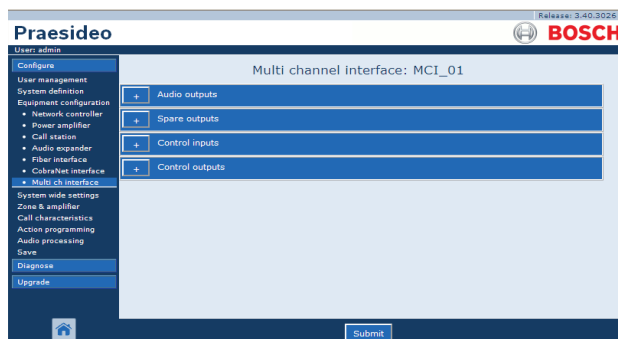 Release: 3.40.3026
Praesideo
BOSCH
User: admin
Configure
User management
System definition
Equipment configuration
• Network controller
• Power amplifier
• Call station
• Audio expander
• Fiber interface
• CobraNet interface
• Multi ch interface
System wide settings
Zone & amplifier
Call characteristics
Action programming
Audio processing
Save
Diagnose
Upgrade
Multi channel interface: MCI_01
+ Audio outputs
+ Spare outputs
+ Control inputs
+ Control outputs
Submit